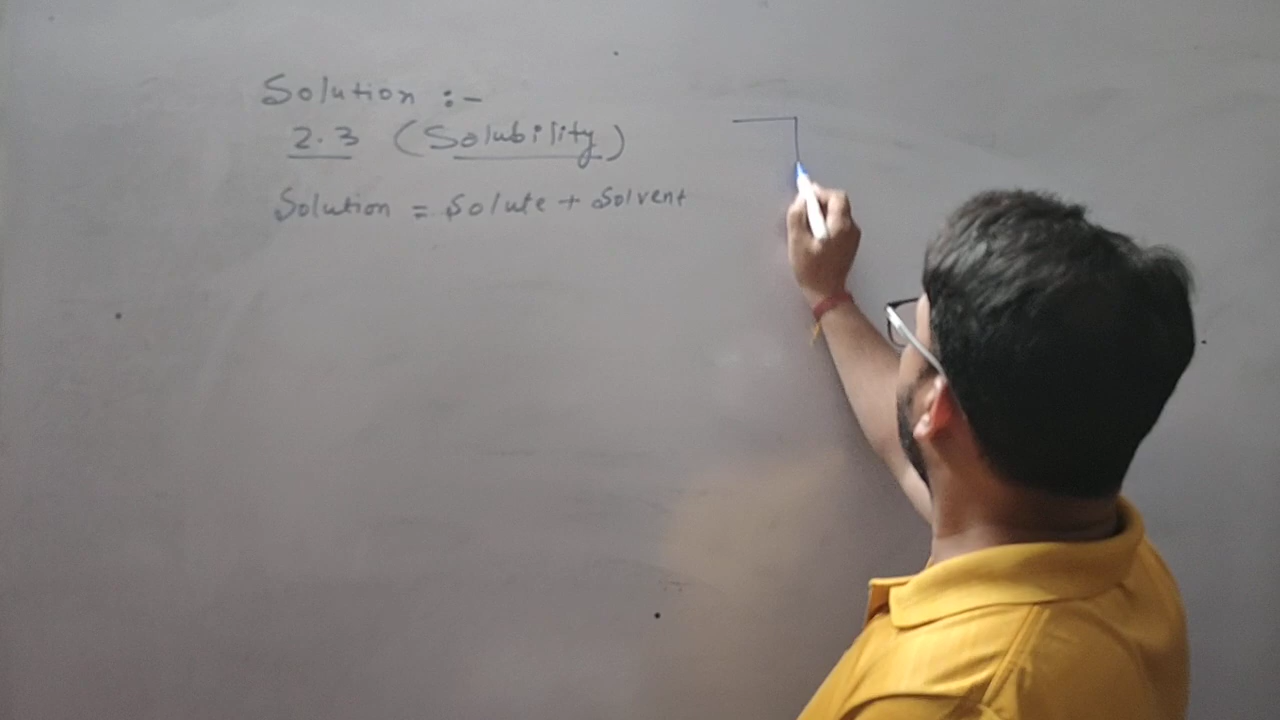 Solution :-
2.3 (Solubility)
Solution = Solute + Solvent